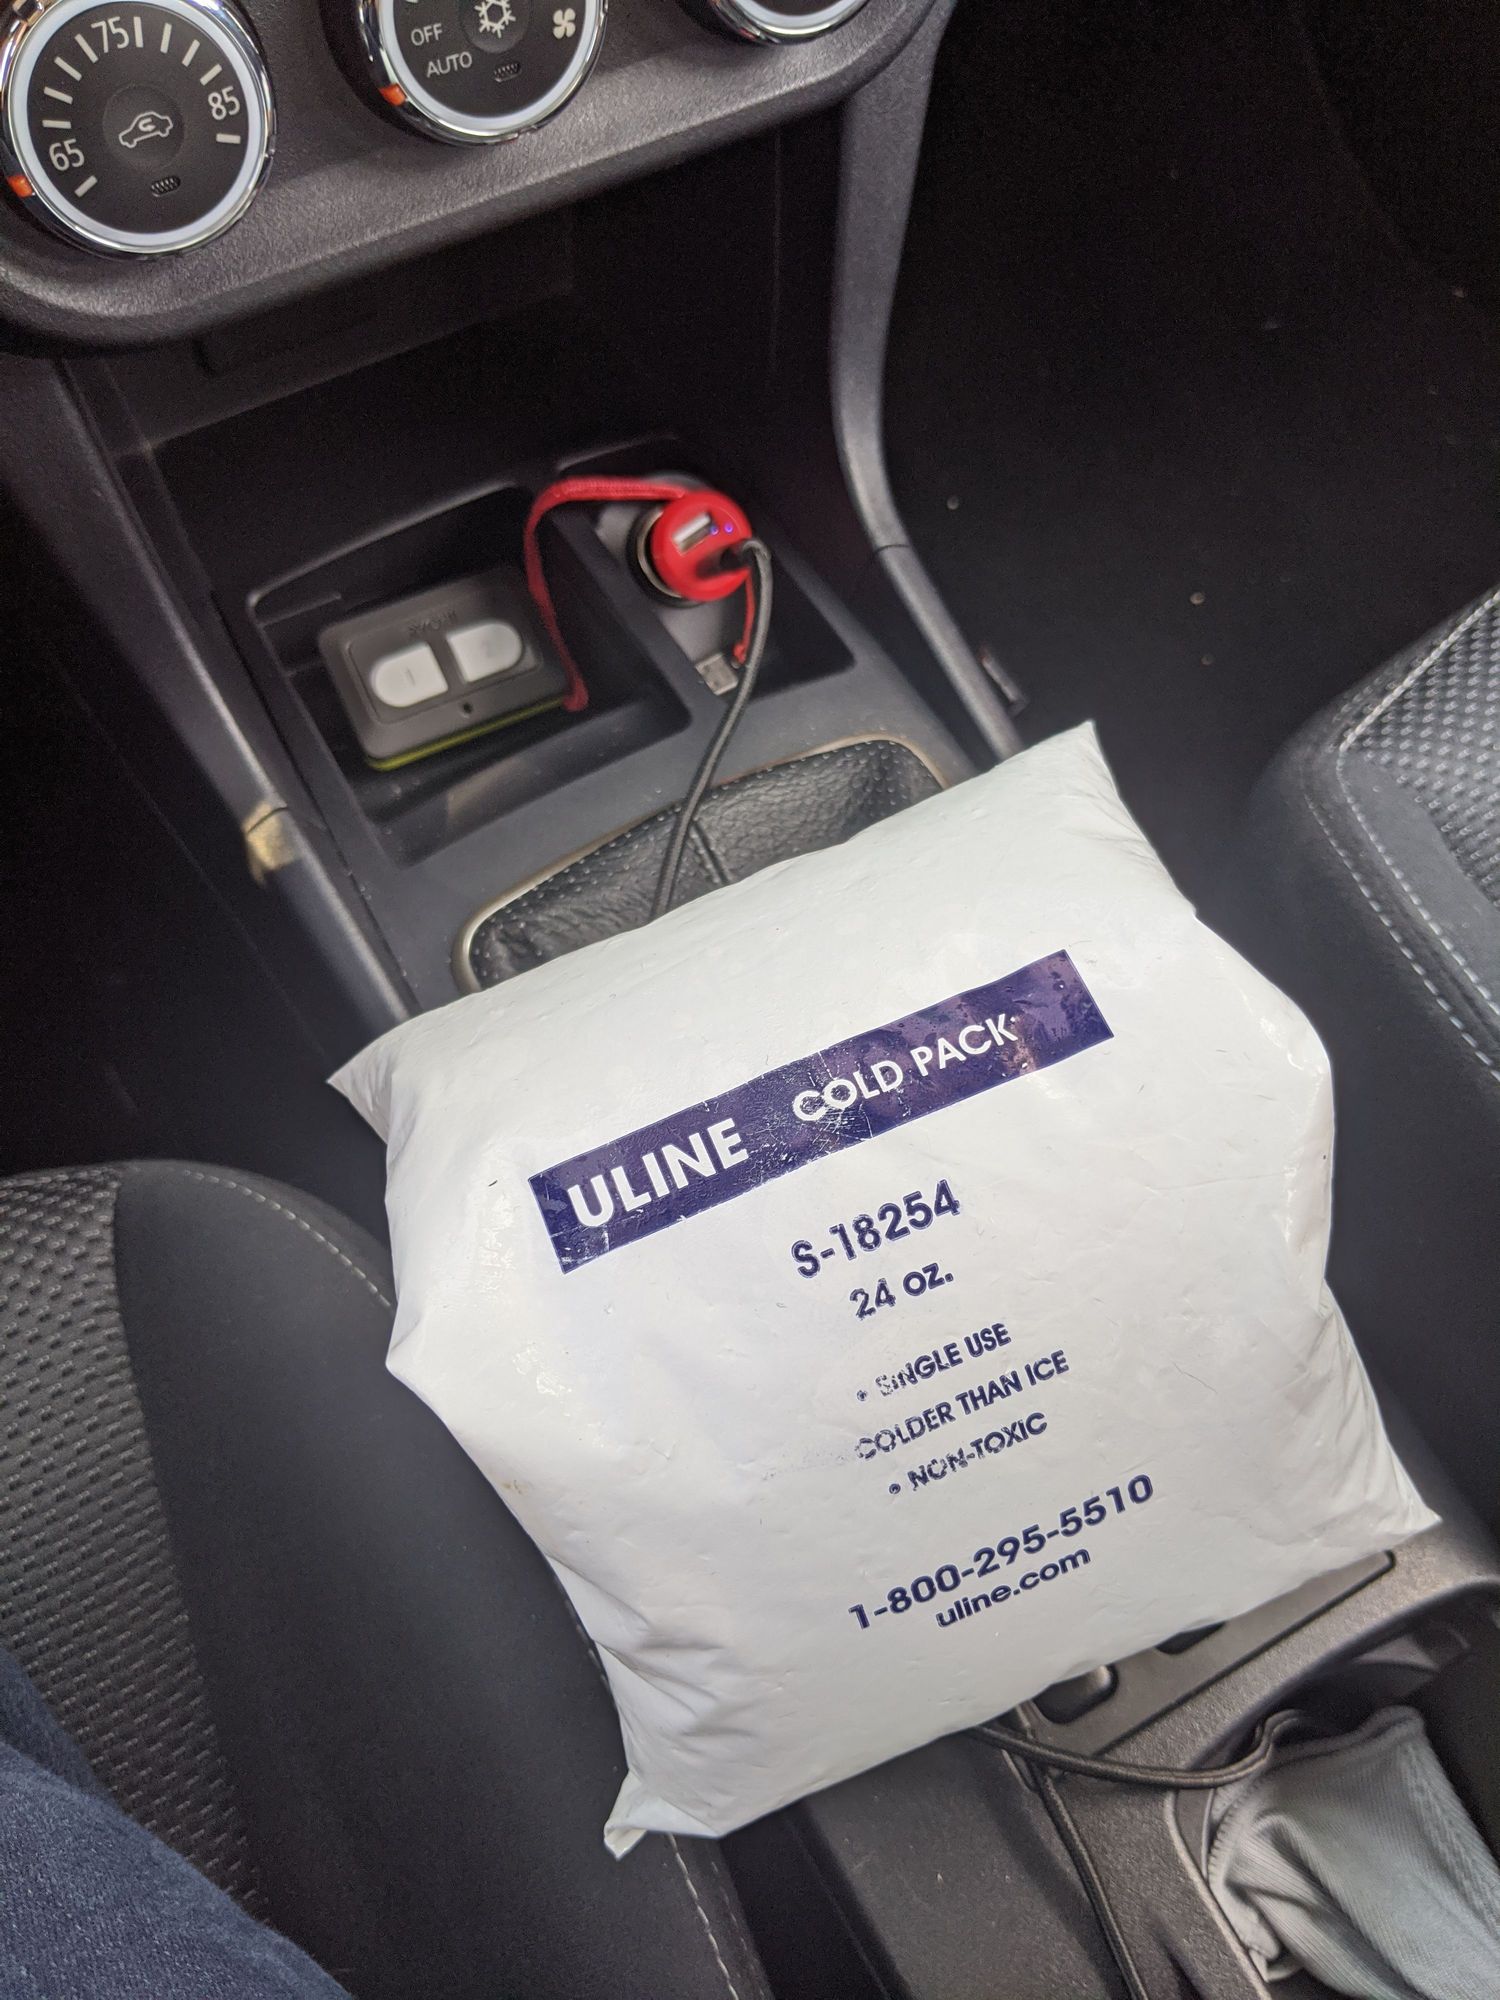 75
85
65
OFF
AUTO
ULINE COLD PACK
S-18254
24 OZ.
• SINGLE USE
COLDER THAN ICE
• NON-TOXIC
1-800-295-5510
uline.com